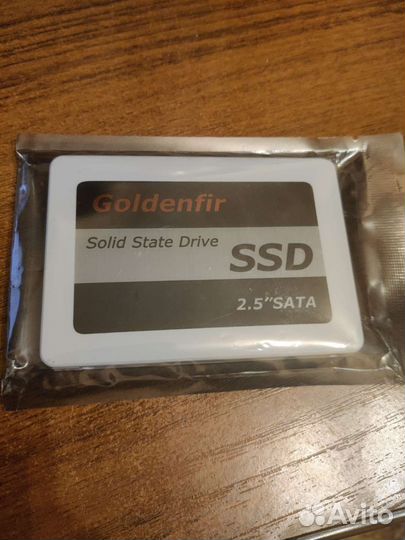 Goldenfir
Solid State Drive
SSD
2.5”SATA
Avito